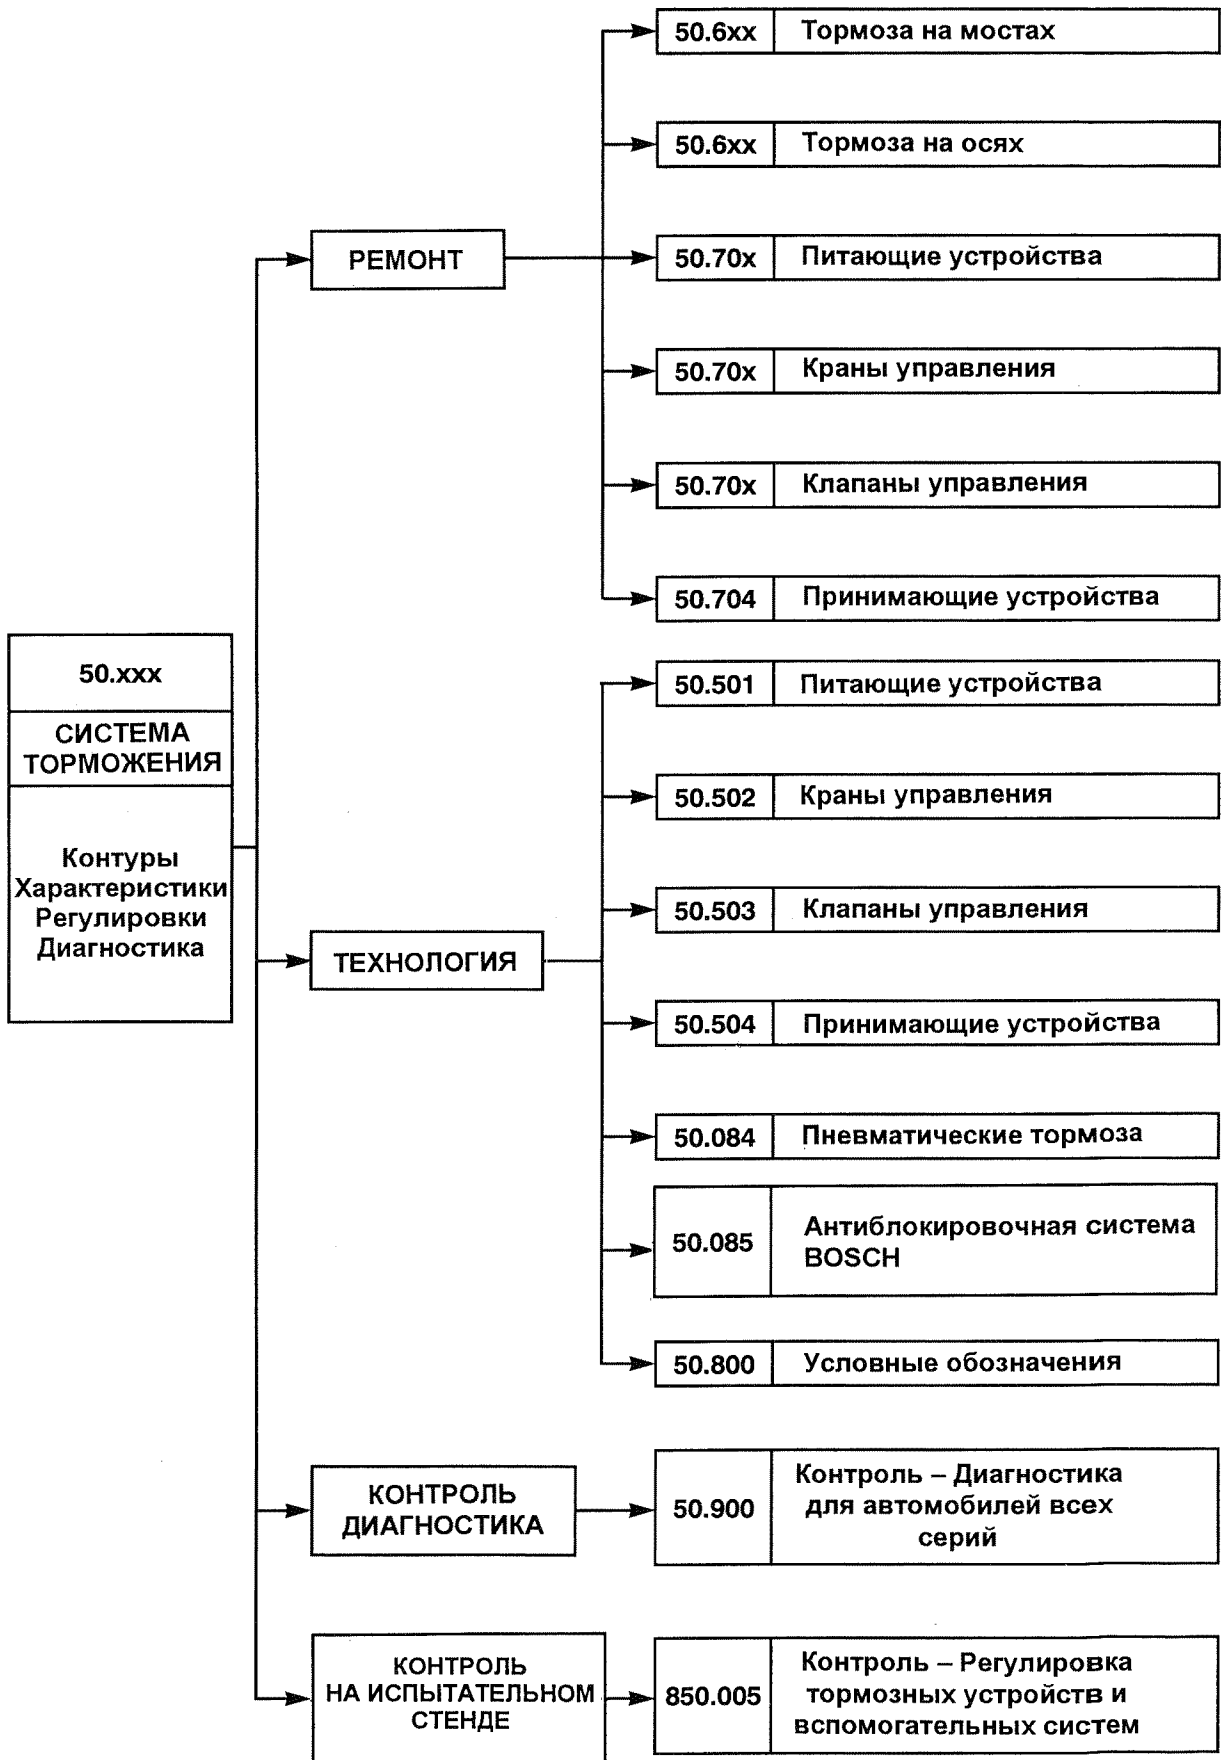 50.6xx Тормоза на мостах
50.6xx Тормоза на осях
РЕМОНТ
50.70x Питающие устройства
50.70x Краны управления
50.70x Клапаны управления
50.704 Принимающие устройства
50.xxx
СИСТЕМА
ТОРМОЖЕНИЯ
Контуры
Характеристики
Регулировки
Диагностика
50.501 Питающие устройства
50.502 Краны управления
50.503 Клапаны управления
ТЕХНОЛОГИЯ
50.504 Принимающие устройства
50.084 Пневматические тормоза
50.085 Антиблокировочная система
BOSCH
50.800 Условные обозначения
КОНТРОЛЬ
ДИАГНОСТИКА
50.900 Контроль – Диагностика
для автомобилей всех
серий
КОНТРОЛЬ
НА ИСПЫТАТЕЛЬНОМ
СТЕНДЕ
850.005 Контроль – Регулировка
тормозных устройств и
вспомогательных систем